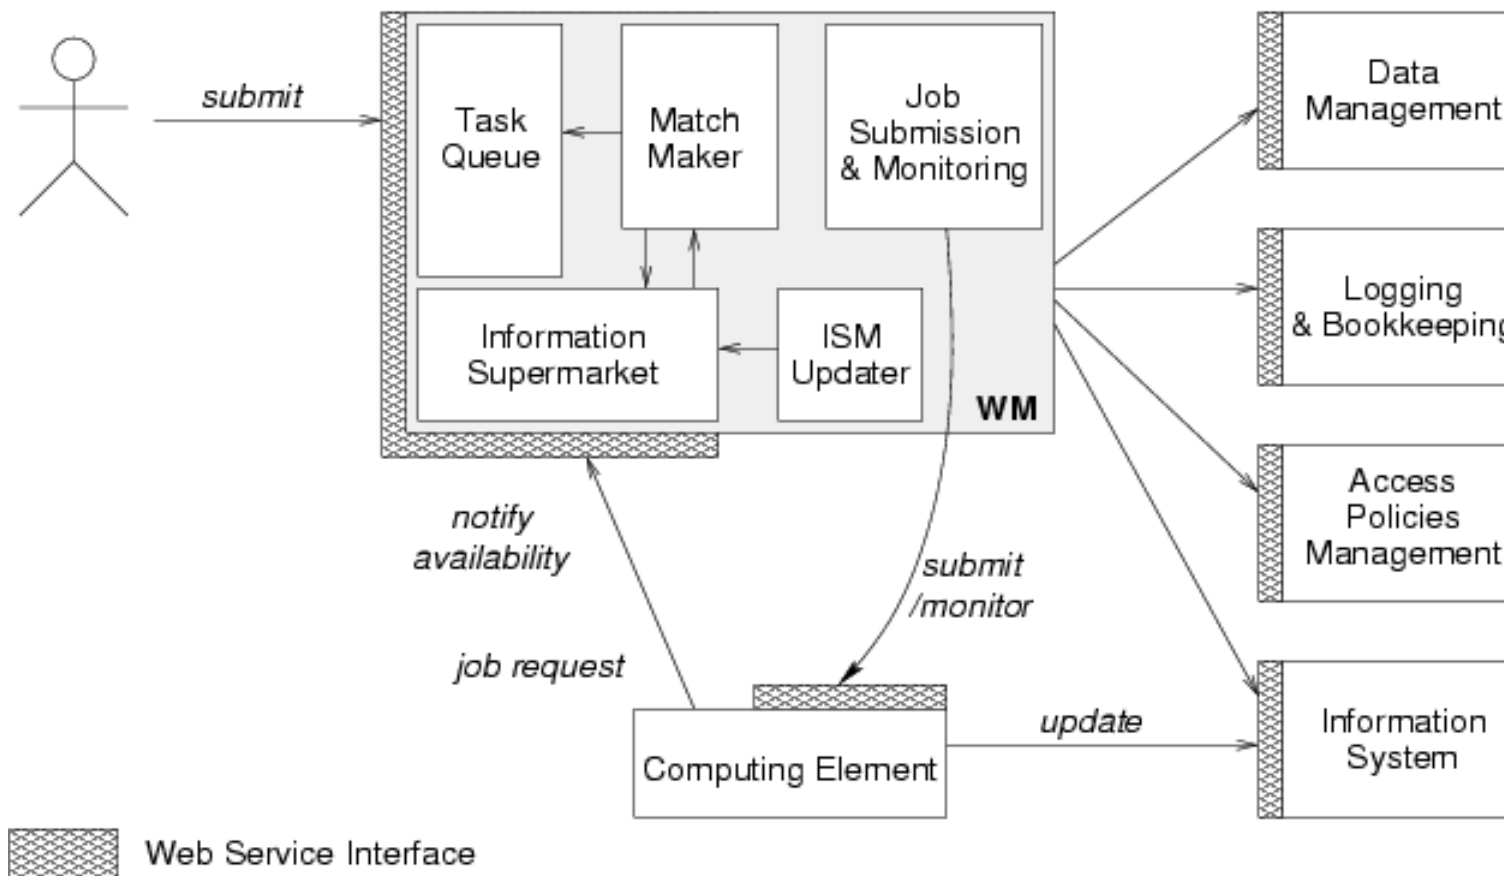 submit
Task
Queue
Match
Maker
Job
Submission
& Monitoring
Information
Supermarket
ISM
Updater
WM
Data
Management
Logging
& Bookkeeping
Access
Policies
Management
notify
availability
job request
submit
/monitor
Computing Element
update
Information
System
Web Service Interface